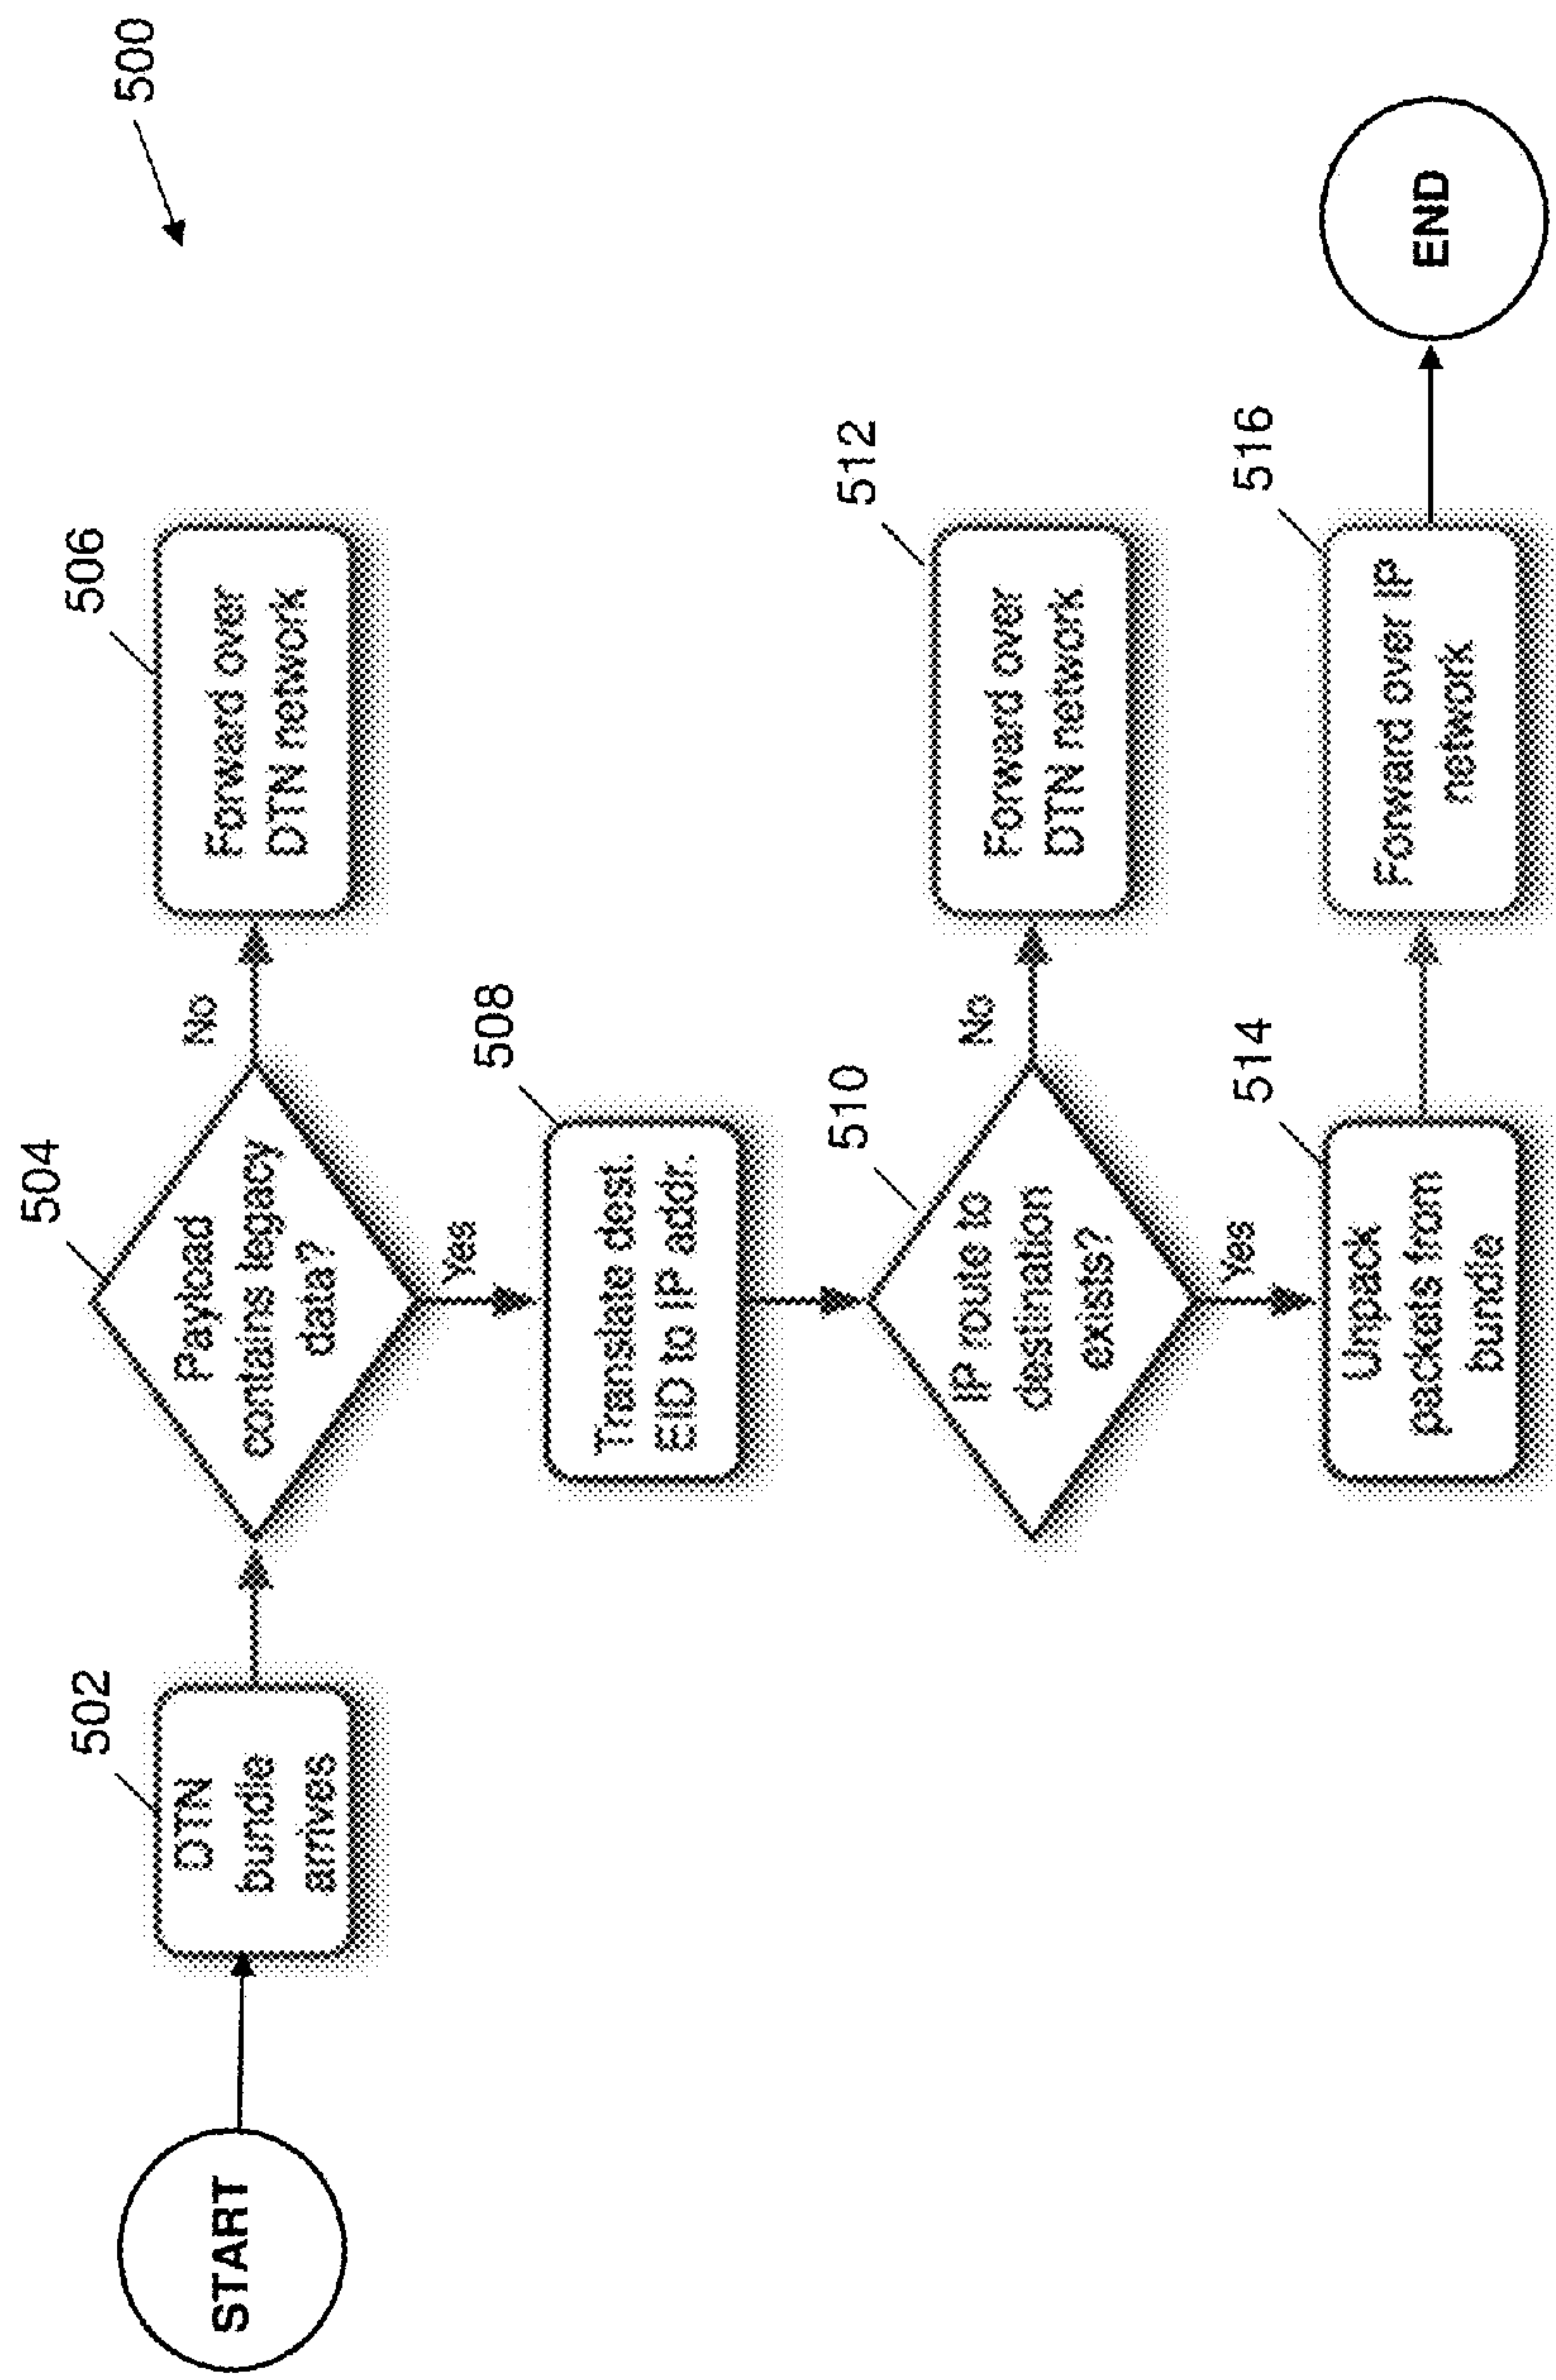 500
504
506
502
DTN
bundle
arrives
Payload
contains legacy
data?
No
Forward over
DTN network
START
Yes
508
Translate dest.
EID to IP addr.
510
512
IP route to
destination
exists?
No
Forward over
DTN network
Yes
514
516
Unpack
packets from
bundle
Forward over IP
network
END